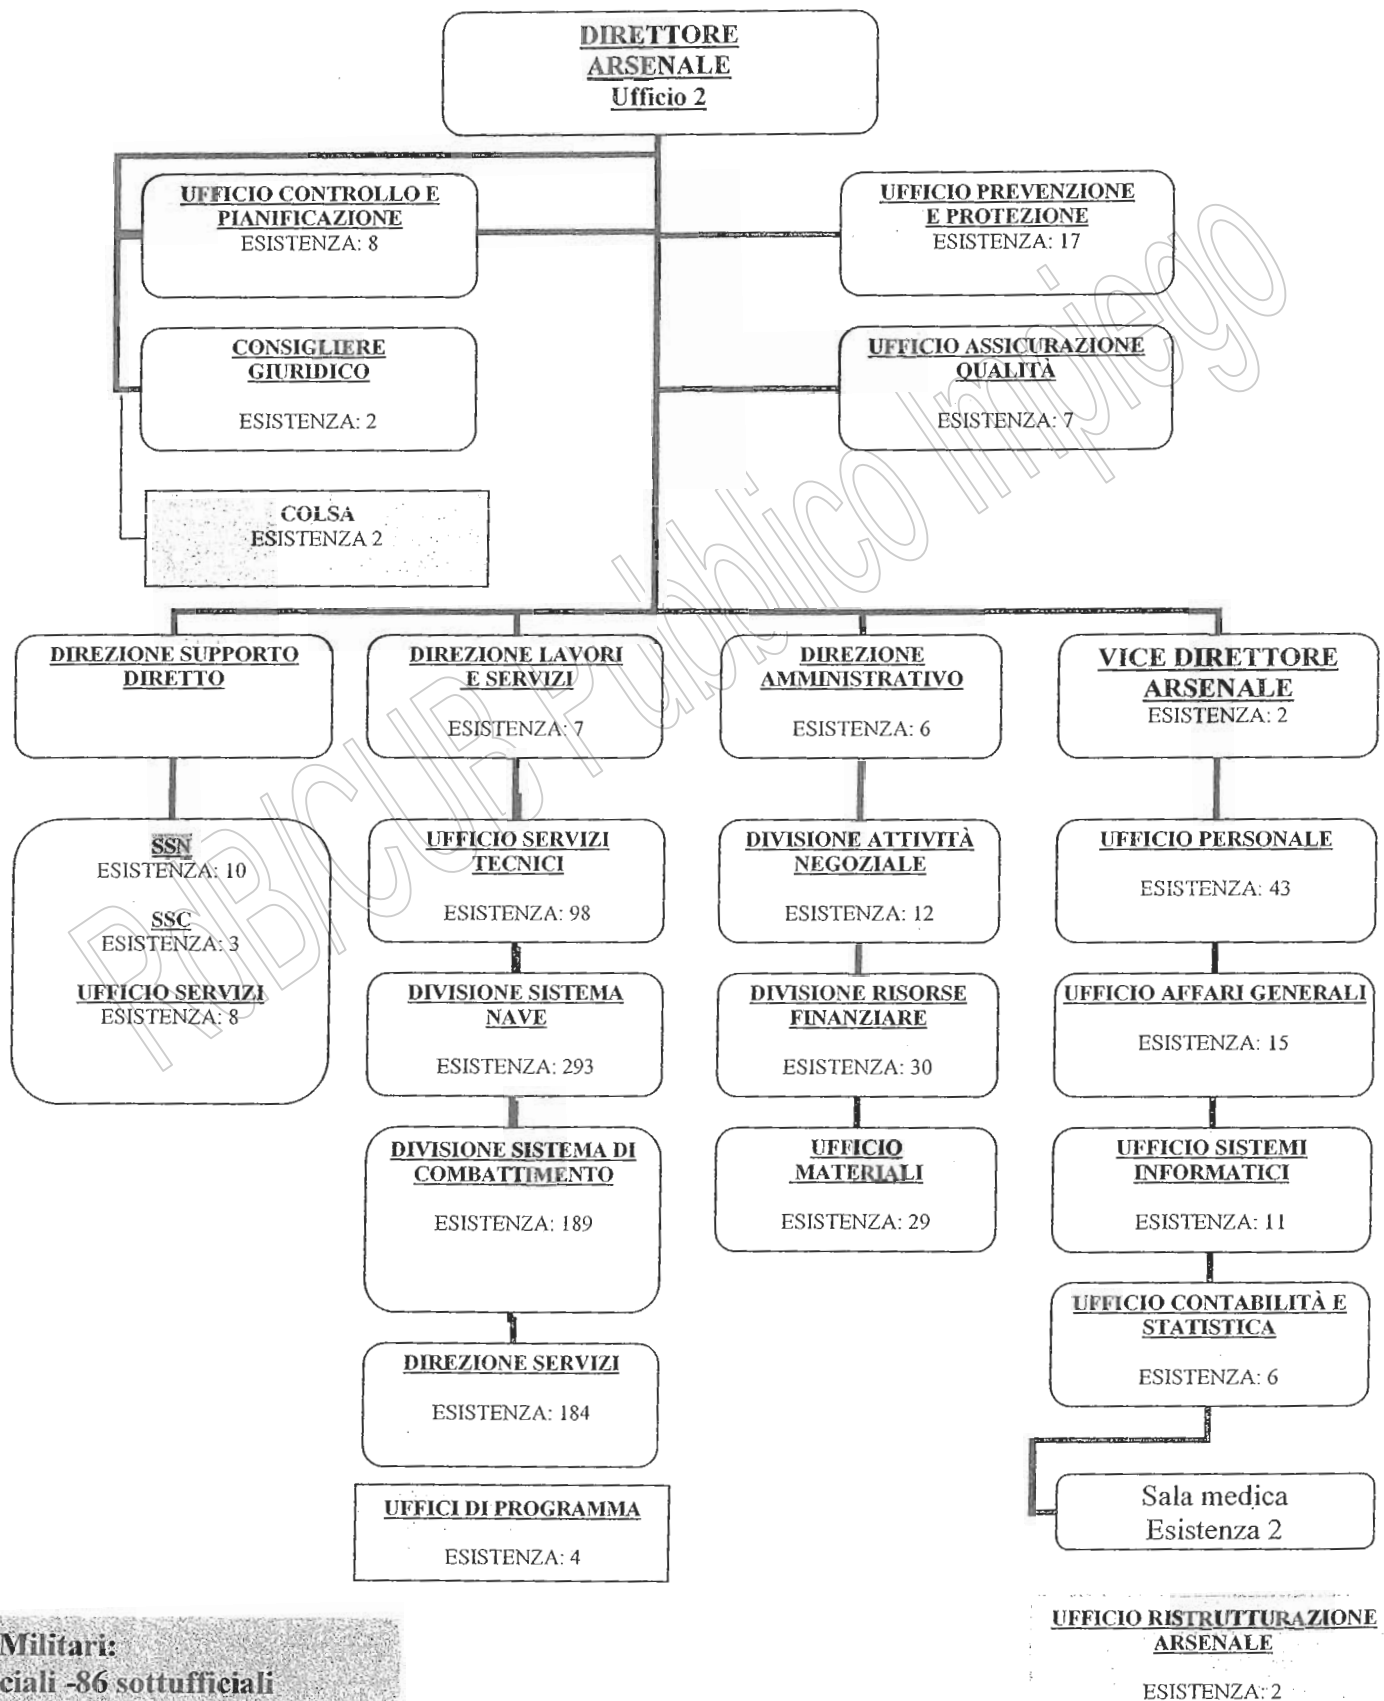 DIRETTORE
ARSENALE
Ufficio 2
UFFICIO CONTROLLO E
PIANIFICAZIONE
ESISTENZA: 8
UFFICIO PREVENZIONE
E PROTEZIONE
ESISTENZA: 17
CONSIGLIERE
GIURIDICO
ESISTENZA: 2
UFFICIO ASSICURAZIONE
QUALITÀ
ESISTENZA: 7
COLSA
ESISTENZA 2
DIREZIONE SUPPORTO
DIRETTO
DIREZIONE LAVORI
E SERVIZI
ESISTENZA: 7
DIREZIONE
AMMINISTRATIVO
ESISTENZA: 6
VICE DIRETTORE
ARSENALE
ESISTENZA: 2
SSN
ESISTENZA: 10
SSC
ESISTENZA: 3
UFFICIO SERVIZI
ESISTENZA: 8
UFFICIO SERVIZI
TECNICI
ESISTENZA: 98
DIVISIONE SISTEMA
NAVE
ESISTENZA: 293
DIVISIONE SISTEMA DI
COMBATTIMENTO
ESISTENZA: 189
DIREZIONE SERVIZI
ESISTENZA: 184
UFFICI DI PROGRAMMA
ESISTENZA: 4
DIVISIONE ATTIVITÀ
NEGOZIALE
ESISTENZA: 12
DIVISIONE RISORSE
FINANZIARE
ESISTENZA: 30
UFFICIO
MATERIALI
ESISTENZA: 29
UFFICIO PERSONALE
ESISTENZA: 43
UFFICIO AFFARI GENERALI
ESISTENZA: 15
UFFICIO SISTEMI
INFORMATICI
ESISTENZA: 11
UFFICIO CONTABILITÀ E
STATISTICA
ESISTENZA: 6
Sala medica
Esistenza 2
UFFICIO RISTRUTTURAZIONE
ARSENALE
ESISTENZA: 2
Militari:
ciali -86 sottufficiali
RdB/CUB Pubblico Impiego